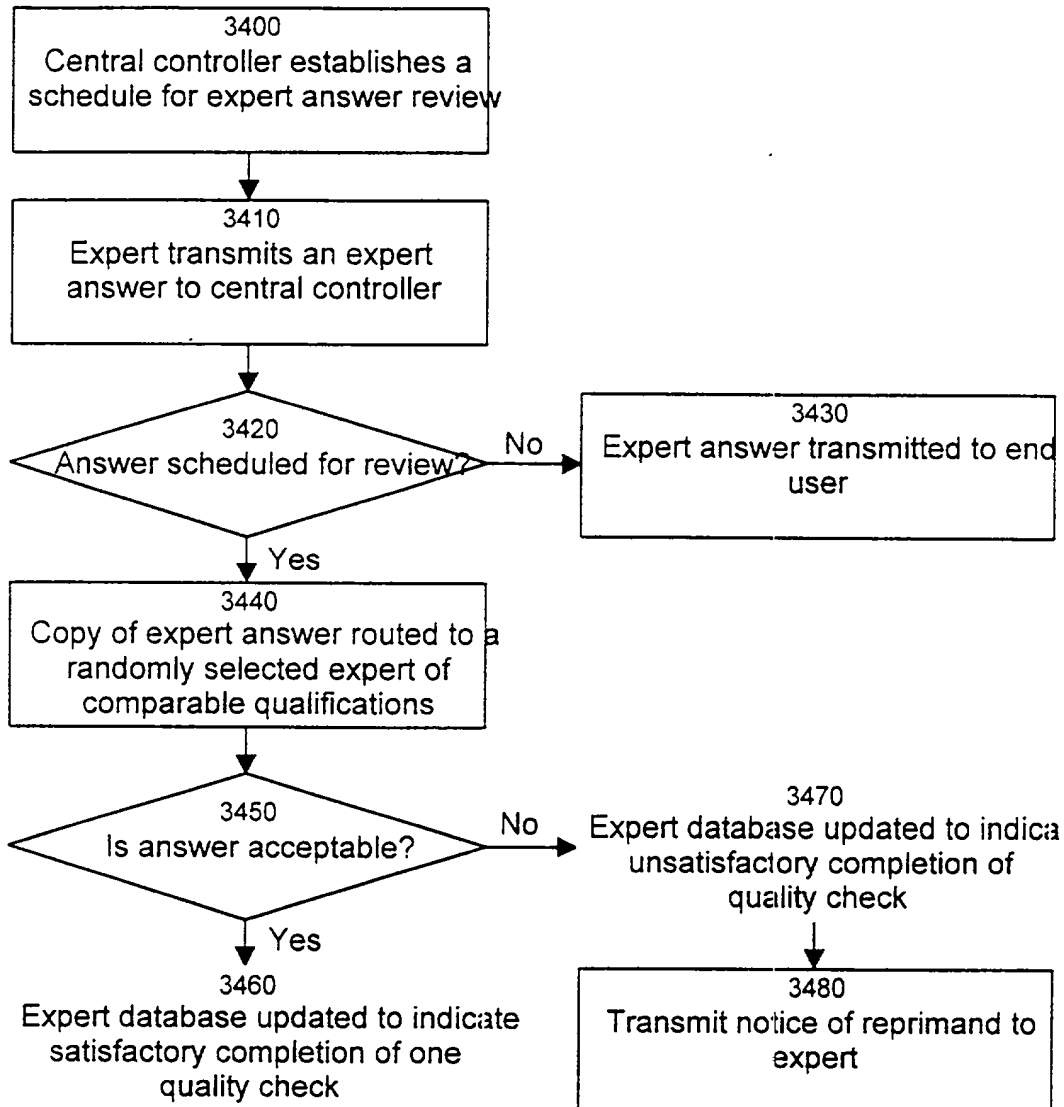 3400
Central controller establishes a
schedule for expert answer review
3410
Expert transmits an expert
answer to central controller
3420
Answer scheduled for review?
No
3430
Expert answer transmitted to end
user
Yes
3440
Copy of expert answer routed to a
randomly selected expert of
comparable qualifications
3450
Is answer acceptable?
No
3470
Expert database updated to indica
unsatisfactory completion of
quality check
Yes
3460
Expert database updated to indicate
satisfactory completion of one
quality check
3480
Transmit notice of reprimand to
expert